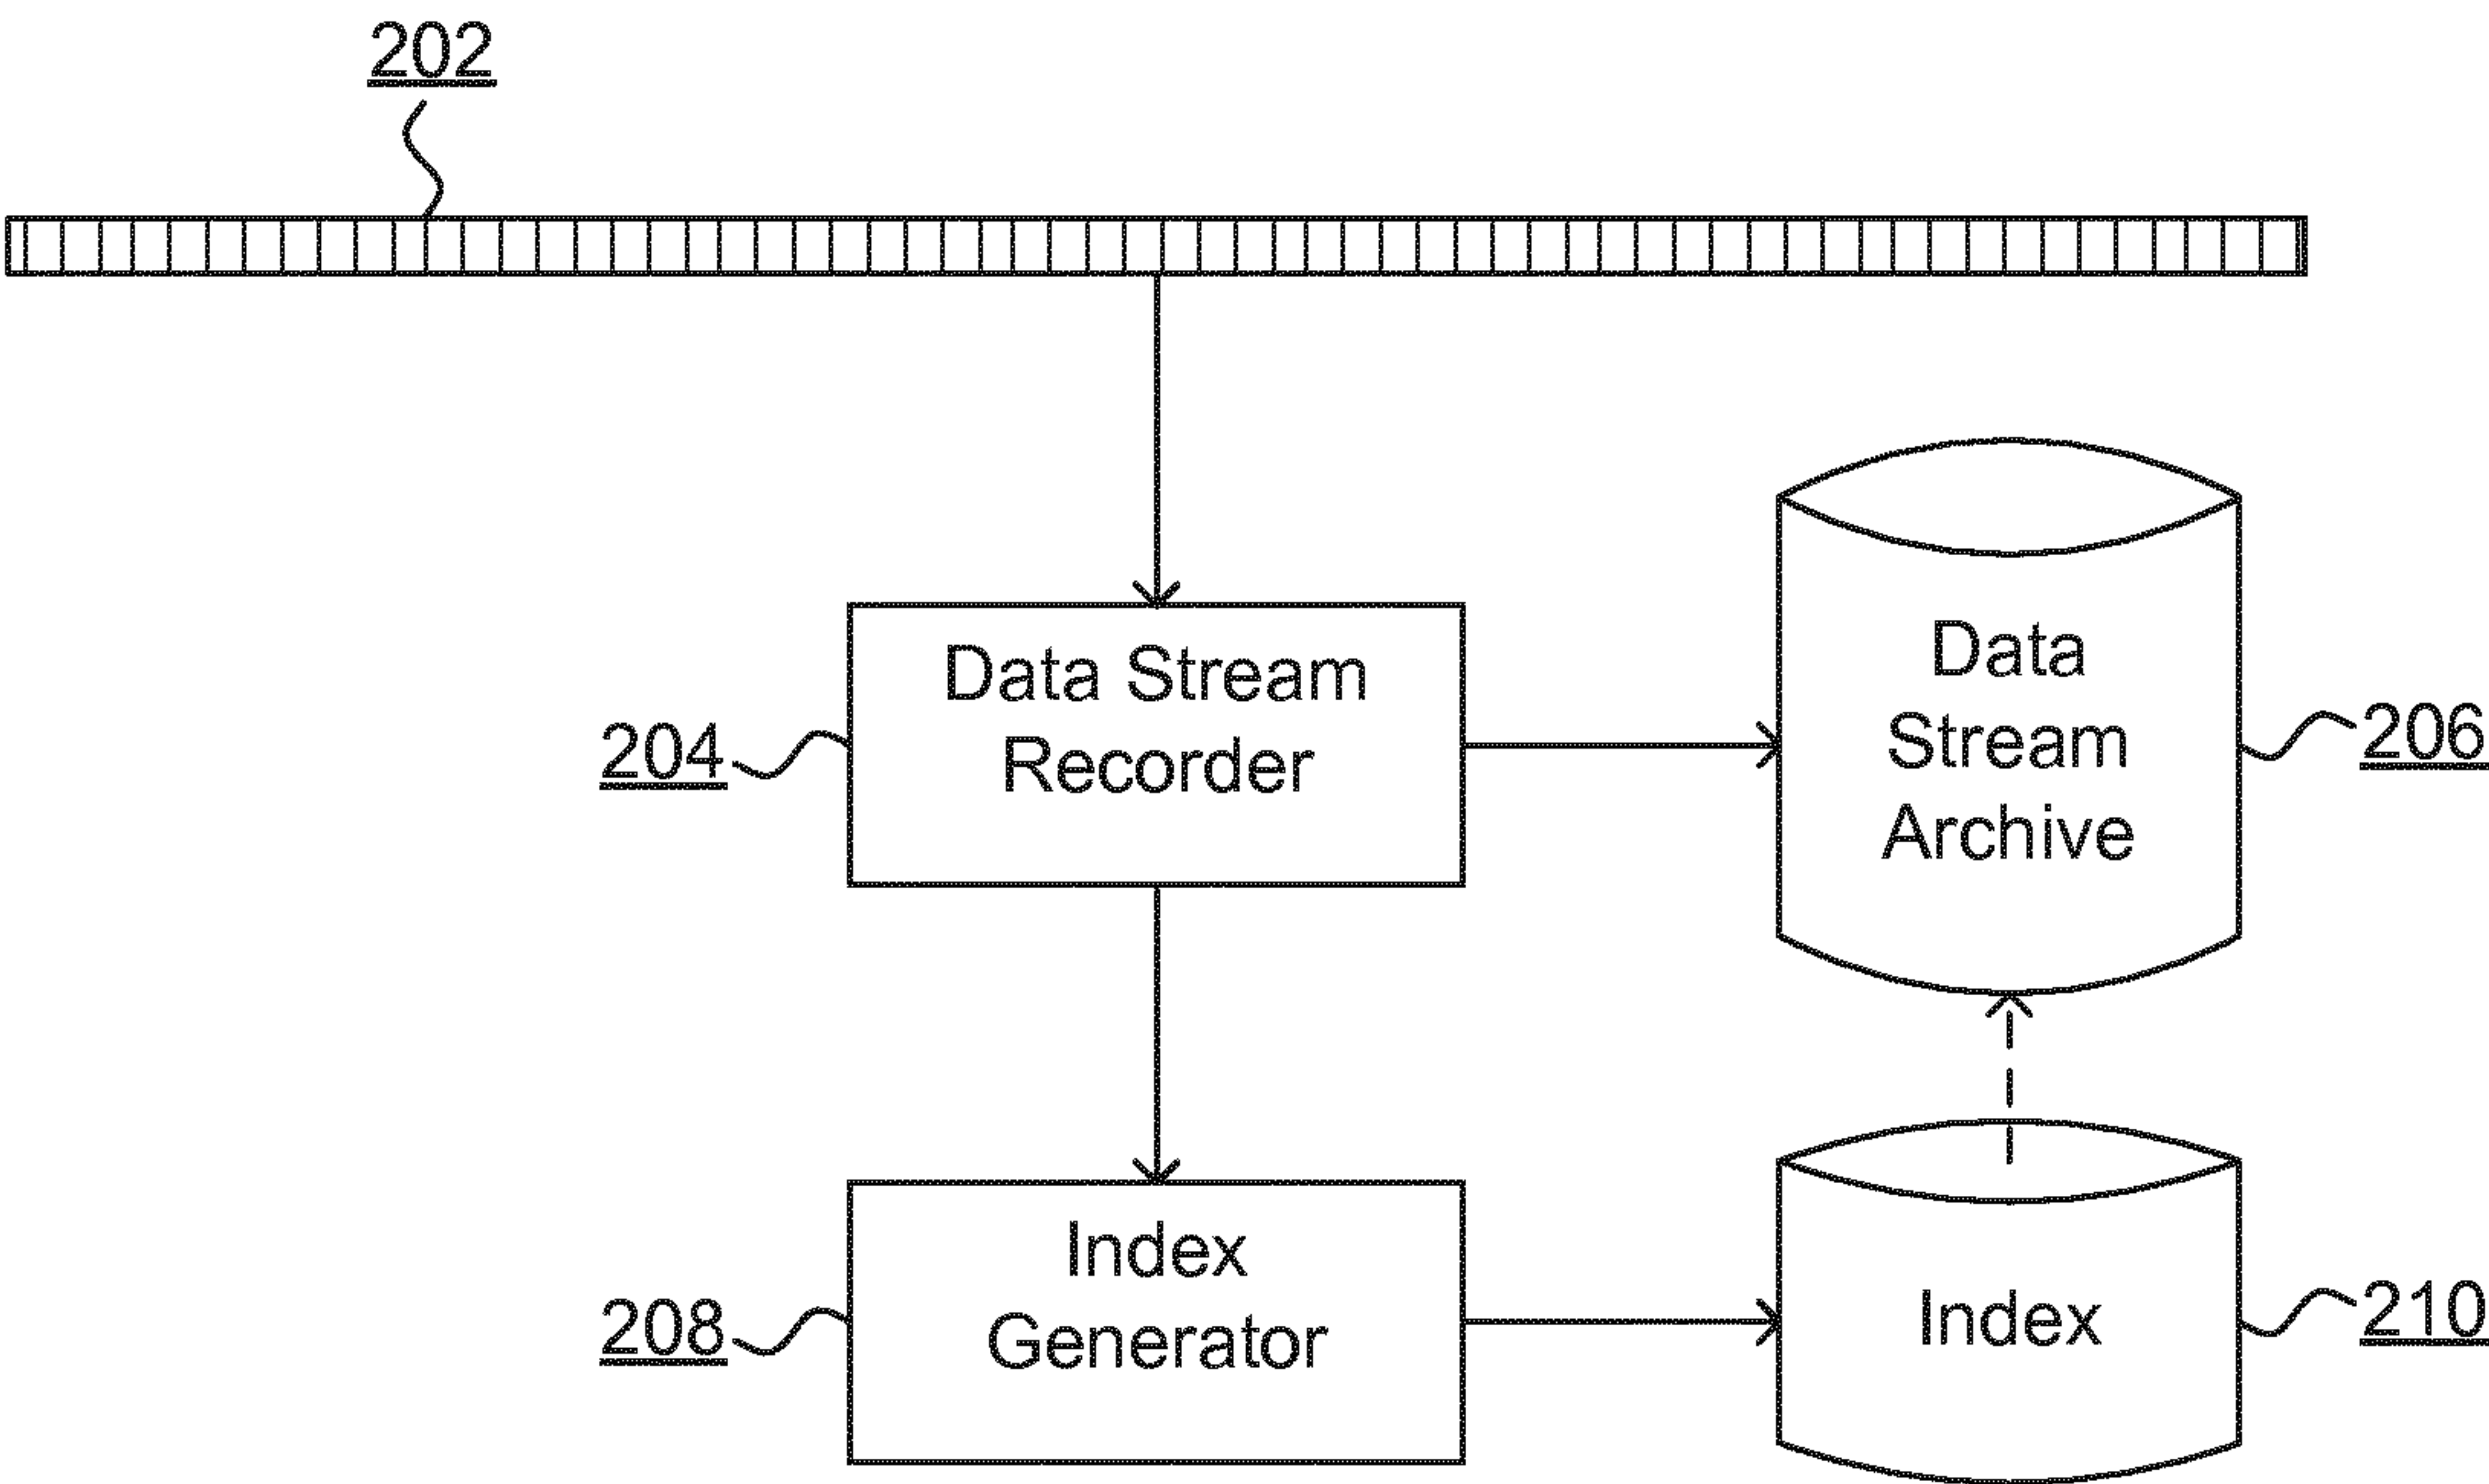 202
Data Stream
Recorder
204
Data
Stream
Archive
206
Index
Generator
208
Index
210